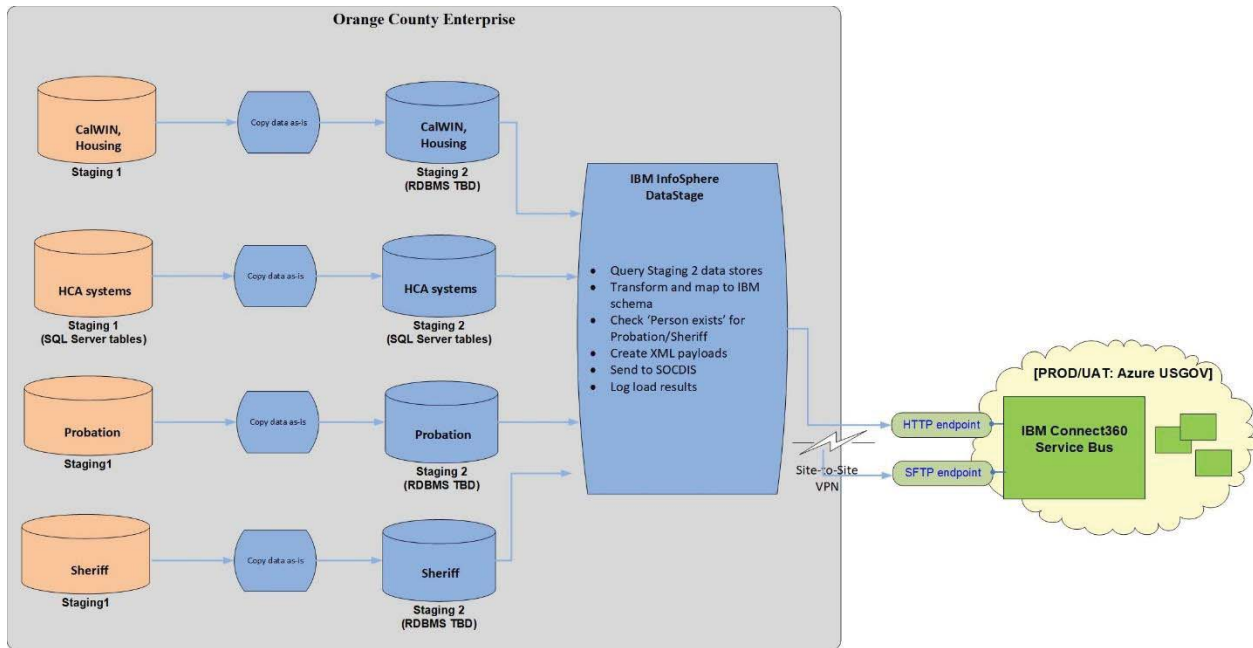 Orange County Enterprise
CalWIN,
Housing
Staging 1
Copy data as-is
CalWIN,
Housing
Staging 2
(RDBMS TBD)
HCA systems
Staging 1
(SQL Server tables)
Copy data as-is
HCA systems
Staging 2
(SQL Server tables)
Probation
Staging1
Copy data as-is
Probation
Staging 2
(RDBMS TBD)
Sheriff
Staging1
Copy data as-is
Sheriff
Staging 2
(RDBMS TBD)
IBM InfoSphere
DataStage
• Query Staging 2 data stores
• Transform and map to IBM
schema
• Check ‘Person exists’ for
Probation/Sheriff
• Create XML payloads
• Send to SOCDIS
• Log load results
Site-to-Site
VPN
HTTP endpoint
SFTP endpoint
[PROD/UAT: Azure USGOV]
IBM Connect360
Service Bus